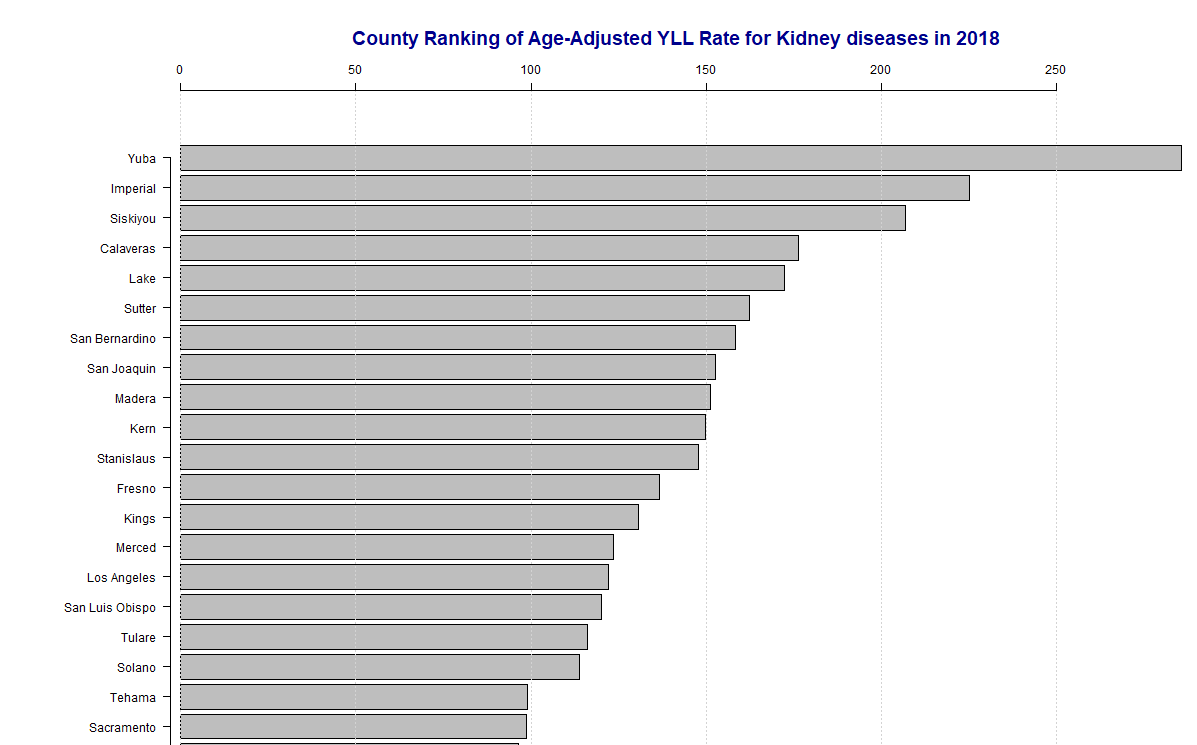 County Ranking of Age-Adjusted YLL Rate for Kidney diseases in 2018
0 50 100 150 200 250
Yuba
Imperial
Siskiyou
Calaveras
Lake
Sutter
San Bernardino
San Joaquin
Madera
Kern
Stanislaus
Fresno
Kings
Merced
Los Angeles
San Luis Obispo
Tulare
Solano
Tehama
Sacramento